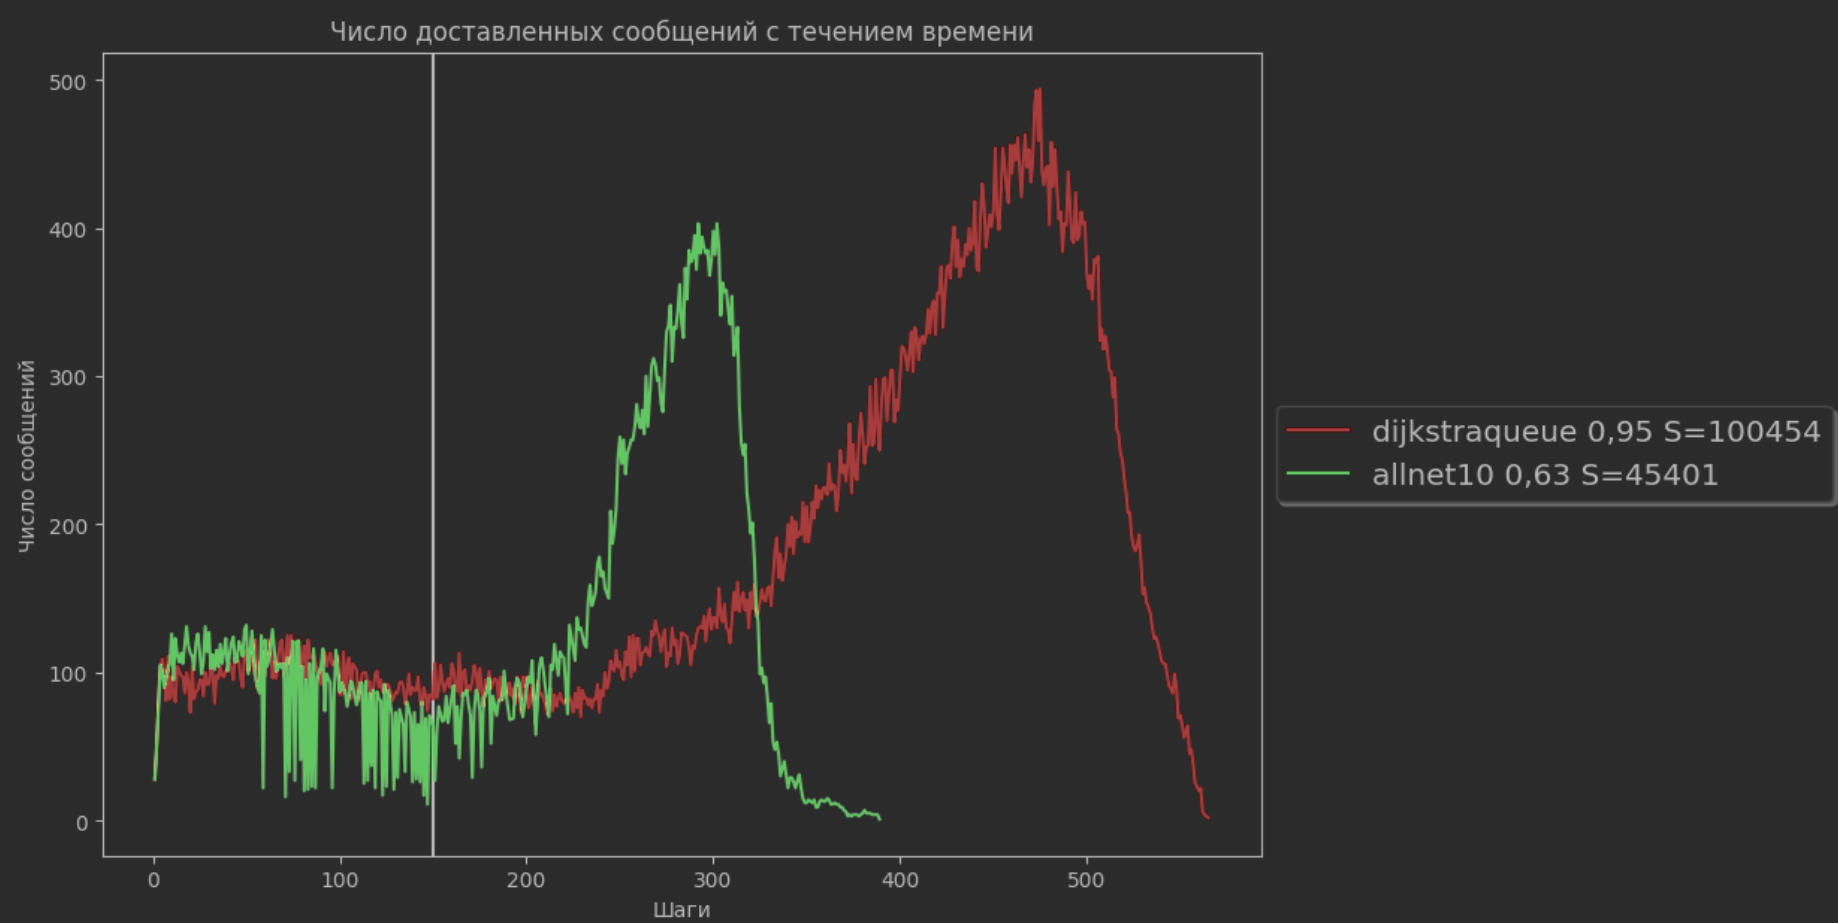 Число доставленных сообщений с течением времени
500
400
300
200
100
0
Число сообщений
0 100 200 300 400 500
Шаги
dijkstraqueue 0,95 S=100454
allnet10 0,63 S=45401